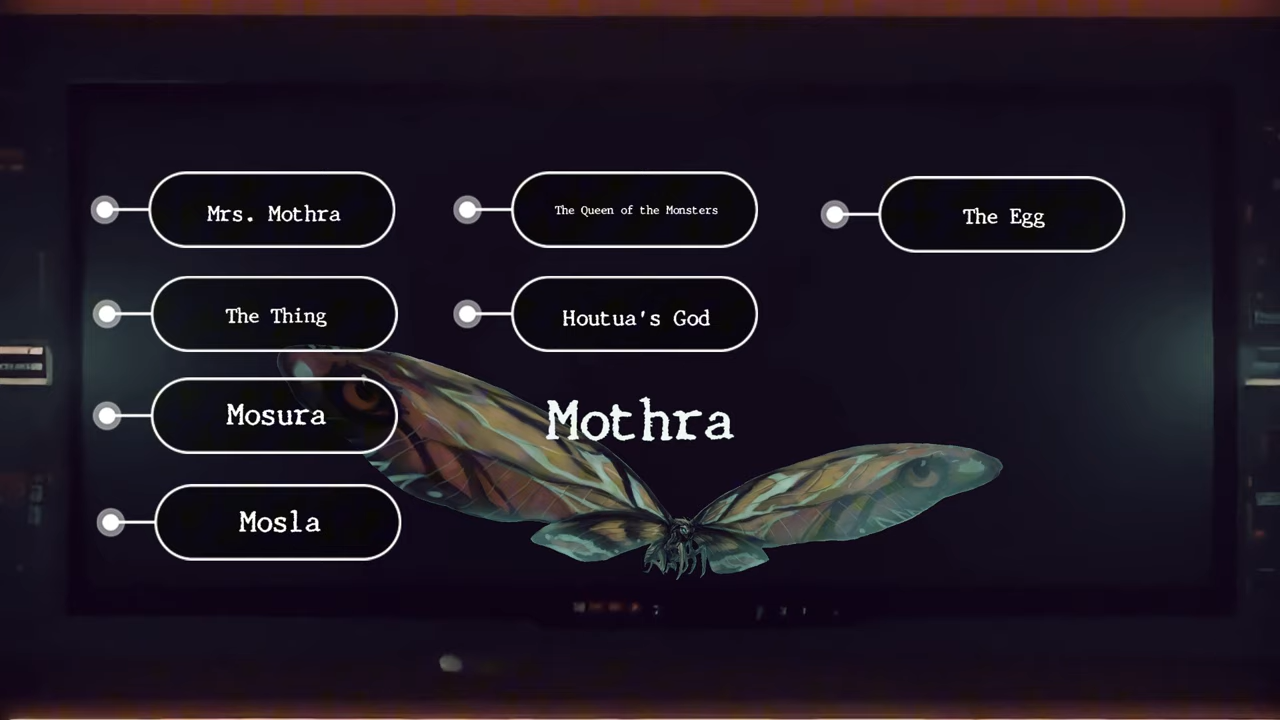 Mrs. Mothra
The Queen of the Monsters
The Egg
The Thing
Houtua's God
Mosura
Mothra
Mosla